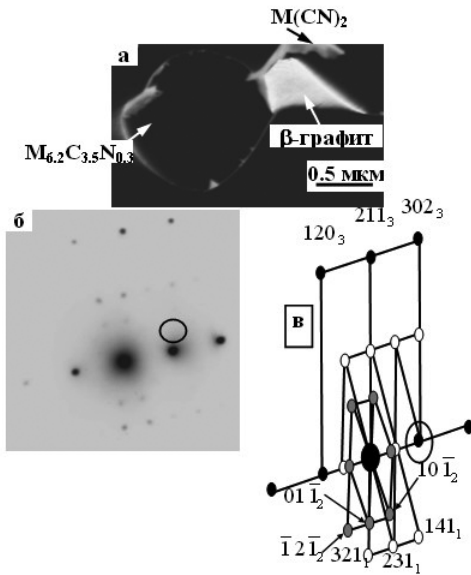 M(CN)₂
а
β-графит
M₆.₂C₃.₅N₀.₃
0.5 мкм
б
302₃
211₃
120₃
в
10 1̅₂
01 1̅₂
141₁
1̅ 2 1̅₂
321₁
231₁